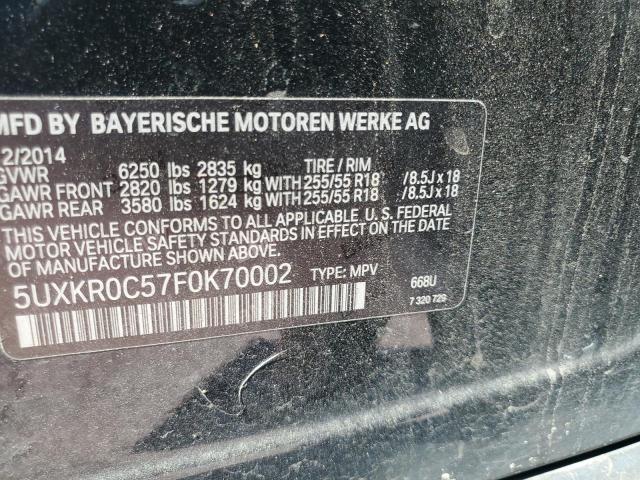 MFD BY BAYERISCHE MOTOREN WERKE AG
2/2014
GVWR 6250 lbs 2835 kg TIRE / RIM
GAWR FRONT 2820 lbs 1279 kg WITH 255/55 R18 /8.5J x 18
GAWR REAR 3580 lbs 1624 kg WITH 255/55 R18 /8.5J x 18
THIS VEHICLE CONFORMS TO ALL APPLICABLE U. S. FEDERAL
MOTOR VEHICLE SAFETY STANDARDS IN EFFECT ON THE DATE
OF MANUFACTURE SHOWN ABOVE.
5UXKR0C57F0K70002 TYPE: MPV 668U
7 320 729